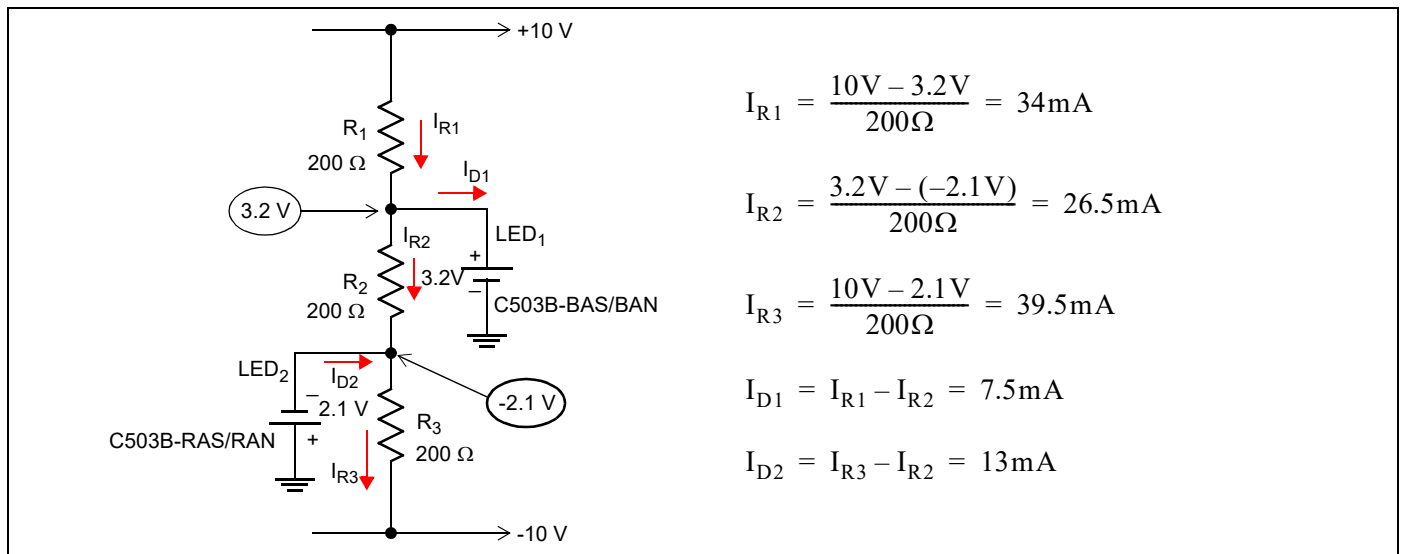 +10 V
R1
200 Ω
IR1
ID1
3.2 V
IR2
LED1
+
3.2V
–
R2
200 Ω
C503B-BAS/BAN
LED2
ID2
–
2.1 V
-2.1 V
C503B-RAS/RAN
+
R3
200 Ω
IR3
-10 V
IR1 = (10V – 3.2V) / 200Ω = 34mA
IR2 = (3.2V – (–2.1V)) / 200Ω = 26.5mA
IR3 = (10V – 2.1V) / 200Ω = 39.5mA
ID1 = IR1 – IR2 = 7.5mA
ID2 = IR3 – IR2 = 13mA